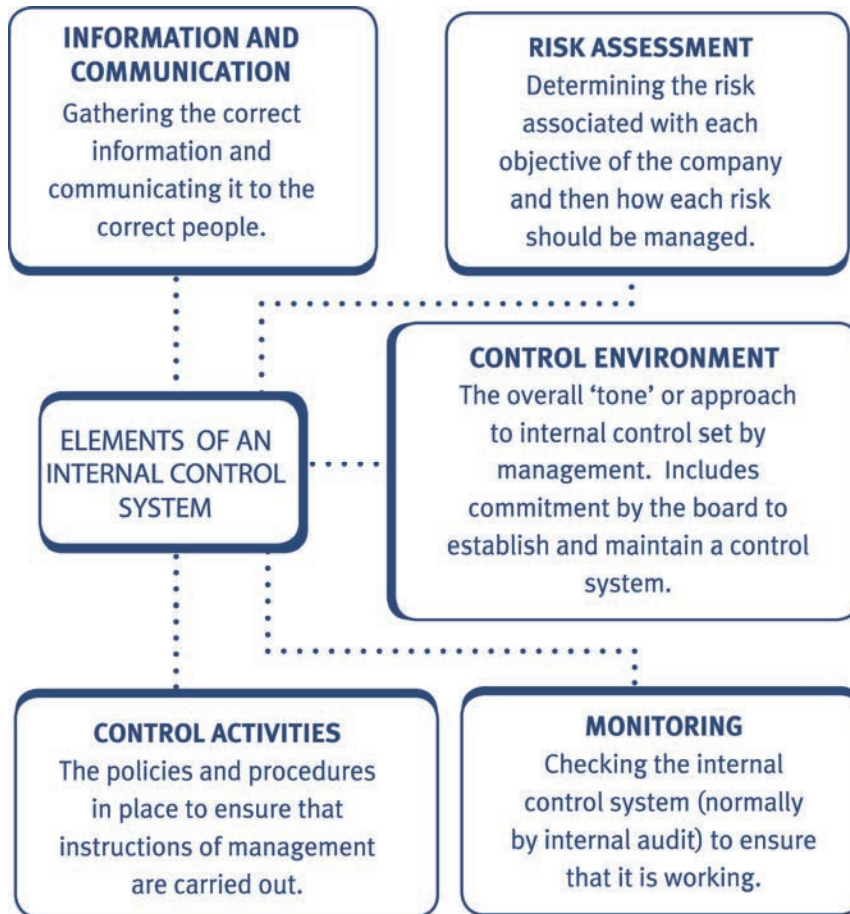 INFORMATION AND
COMMUNICATION
Gathering the correct
information and
communicating it to the
correct people.
RISK ASSESSMENT
Determining the risk
associated with each
objective of the company
and then how each risk
should be managed.
ELEMENTS OF AN
INTERNAL CONTROL
SYSTEM
CONTROL ENVIRONMENT
The overall ‘tone’ or approach
to internal control set by
management. Includes
commitment by the board to
establish and maintain a control
system.
CONTROL ACTIVITIES
The policies and procedures
in place to ensure that
instructions of management
are carried out.
MONITORING
Checking the internal
control system (normally
by internal audit) to ensure
that it is working.